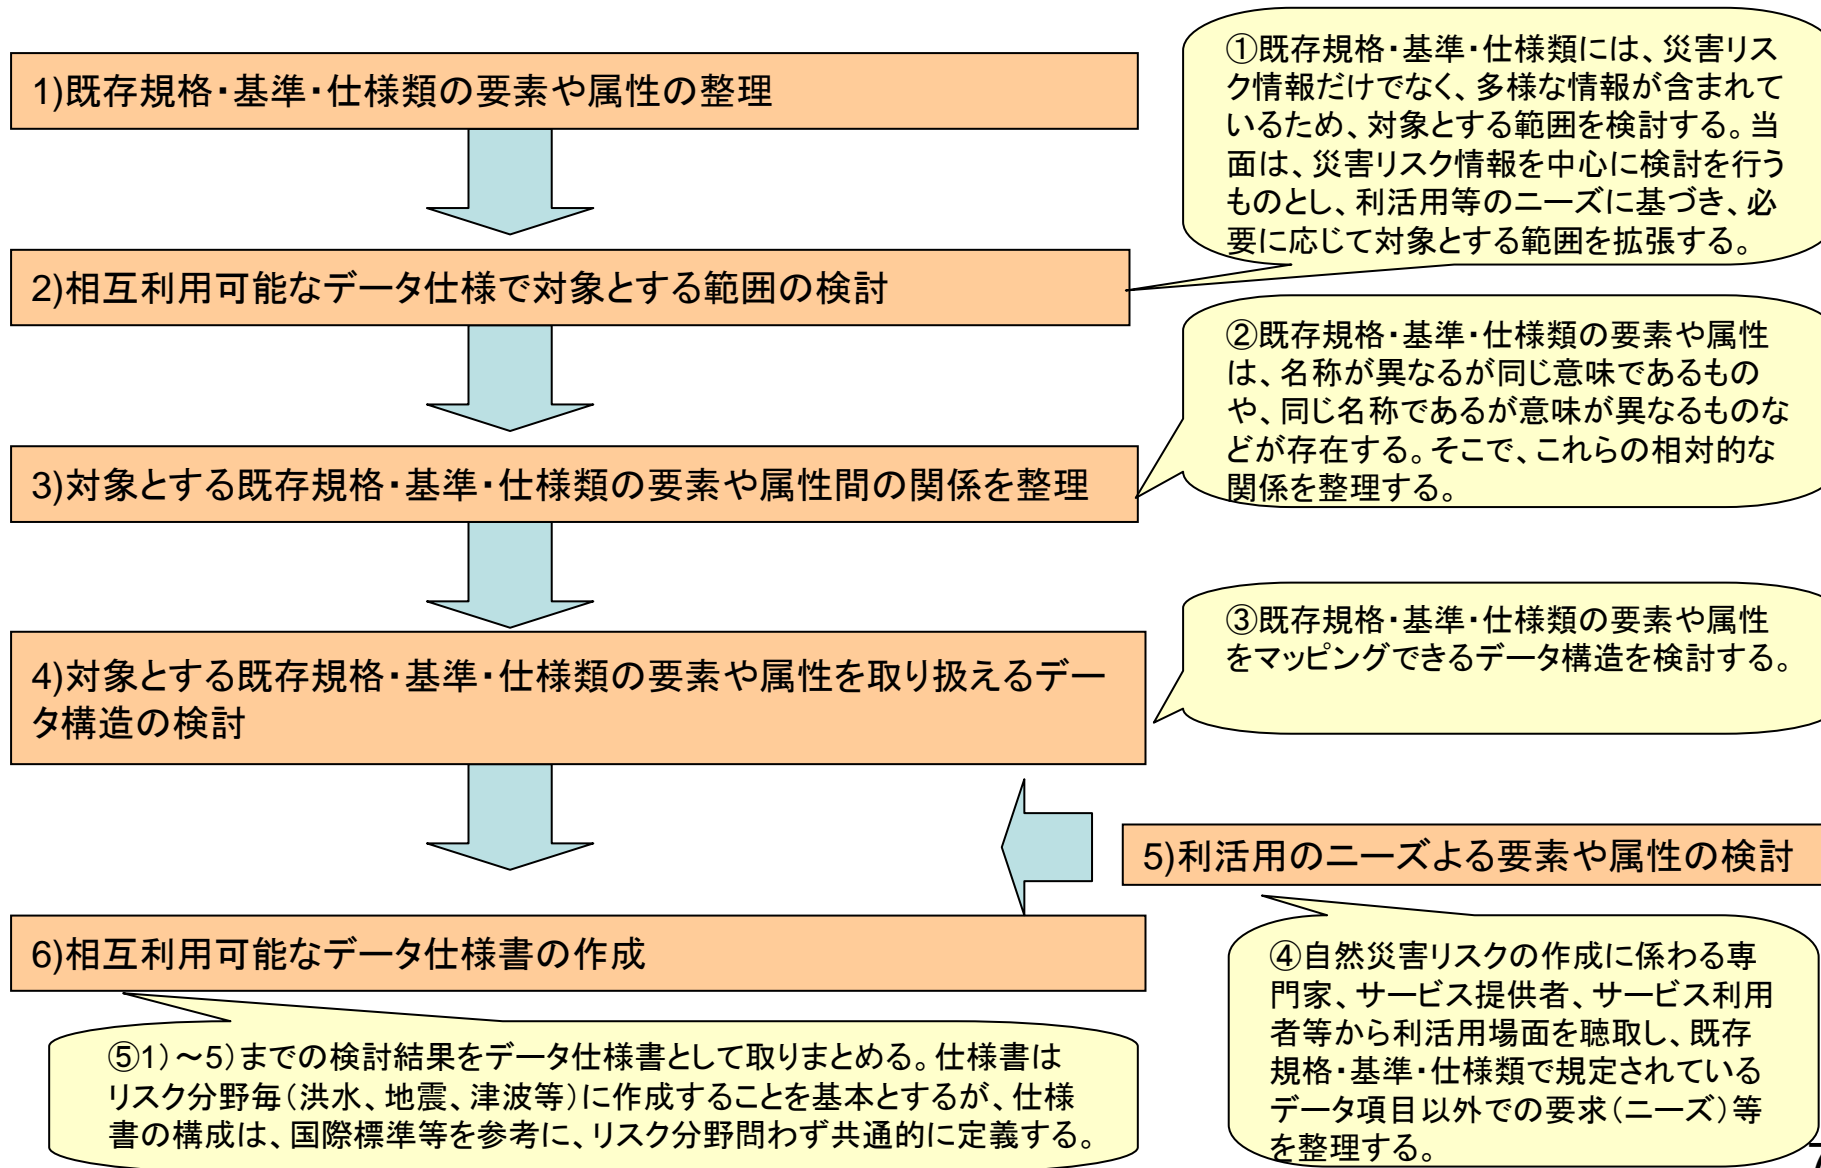 1)既存規格・基準・仕様類の要素や属性の整理
①既存規格・基準・仕様類には、災害リス
ク情報だけでなく、多様な情報が含まれて
いるため、対象とする範囲を検討する。当
面は、災害リスク情報を中心に検討を行う
ものとし、利活用等のニーズに基づき、必
要に応じて対象とする範囲を拡張する。
2)相互利用可能なデータ仕様で対象とする範囲の検討
②既存規格・基準・仕様類の要素や属性
は、名称が異なるが同じ意味であるもの
や、同じ名称であるが意味が異なるものな
どが存在する。そこで、これらの相対的な
関係を整理する。
3)対象とする既存規格・基準・仕様類の要素や属性間の関係を整理
③既存規格・基準・仕様類の要素や属性
をマッピングできるデータ構造を検討する。
4)対象とする既存規格・基準・仕様類の要素や属性を取り扱えるデー
タ構造の検討
5)利活用のニーズよる要素や属性の検討
④自然災害リスクの作成に係わる専
門家、サービス提供者、サービス利用
者等から利活用場面を聴取し、既存
規格・基準・仕様類で規定されている
データ項目以外での要求(ニーズ)等
を整理する。
6)相互利用可能なデータ仕様書の作成
⑤1)~5)までの検討結果をデータ仕様書として取りまとめる。仕様書は
リスク分野毎(洪水、地震、津波等)に作成することを基本とするが、仕様
書の構成は、国際標準等を参考に、リスク分野問わず共通的に定義する。